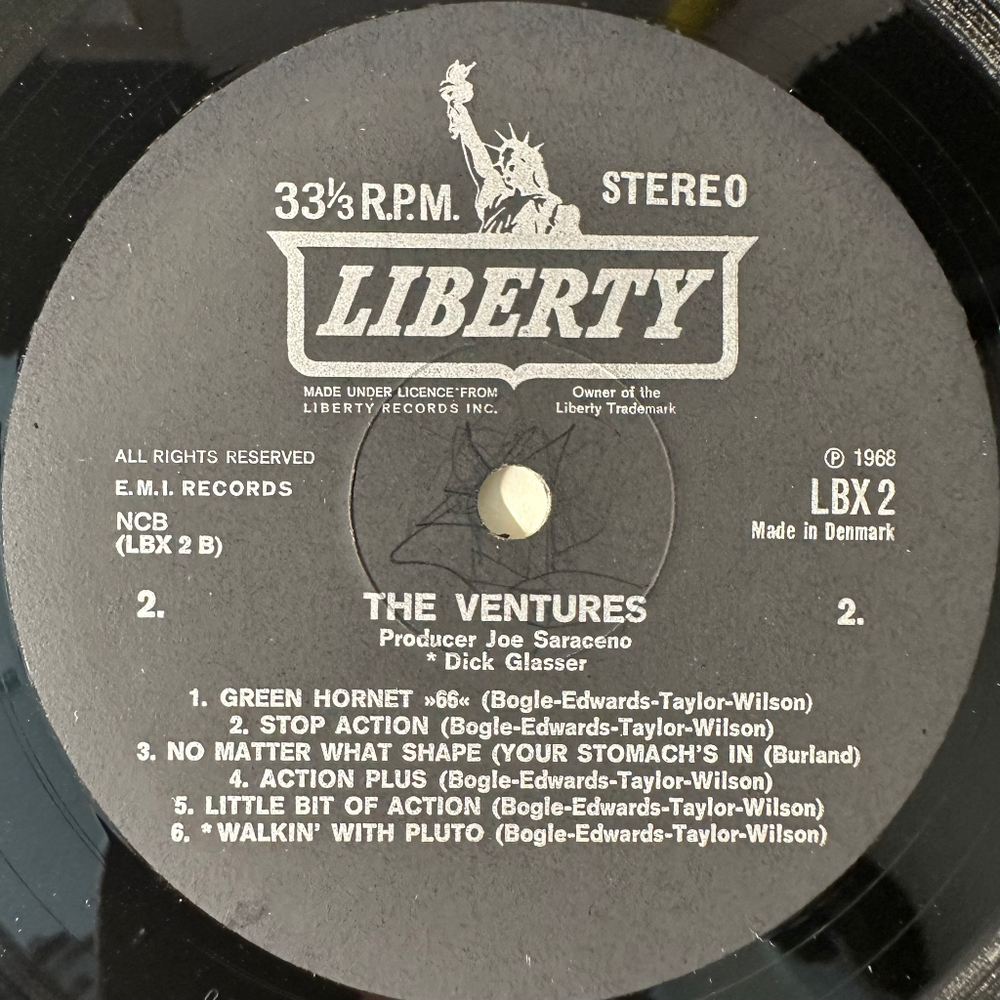 33⅓ R.P.M.
STEREO
LIBERTY
MADE UNDER LICENCE FROM
LIBERTY RECORDS INC.
Owner of the
Liberty Trademark
ALL RIGHTS RESERVED
E.M.I. RECORDS
NCB
(LBX 2 B)
℗ 1968
LBX 2
Made in Denmark
2.
2.
THE VENTURES
Producer Joe Saraceno
* Dick Glasser
1. GREEN HORNET »66« (Bogle-Edwards-Taylor-Wilson)
2. STOP ACTION (Bogle-Edwards-Taylor-Wilson)
3. NO MATTER WHAT SHAPE (YOUR STOMACH'S IN (Burland)
4. ACTION PLUS (Bogle-Edwards-Taylor-Wilson)
5. LITTLE BIT OF ACTION (Bogle-Edwards-Taylor-Wilson)
6. *WALKIN' WITH PLUTO (Bogle-Edwards-Taylor-Wilson)